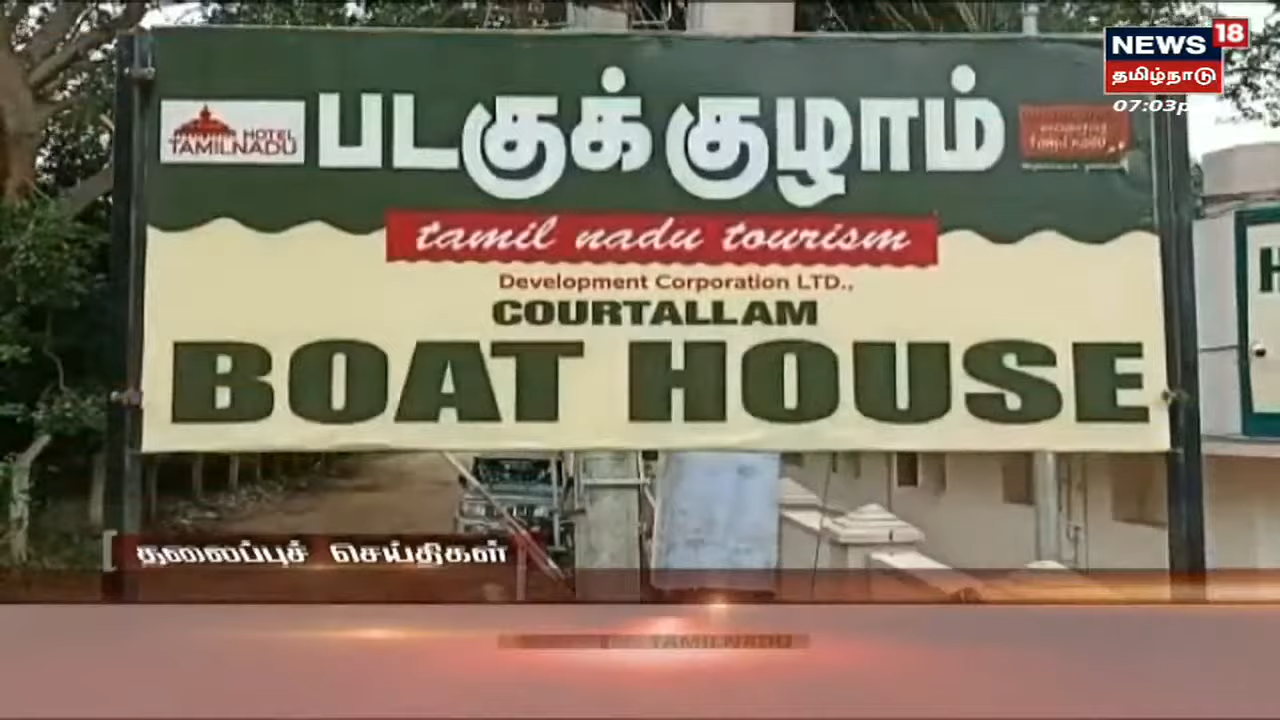 NEWS 18
தமிழ்நாடு
07:03p
HOTEL
TAMILNADU
படகுக் குழாம்
tamil nadu tourism
Development Corporation LTD.,
COURTALLAM
BOAT HOUSE
H
தலைப்புச் செய்திகள்
TAMILNADU